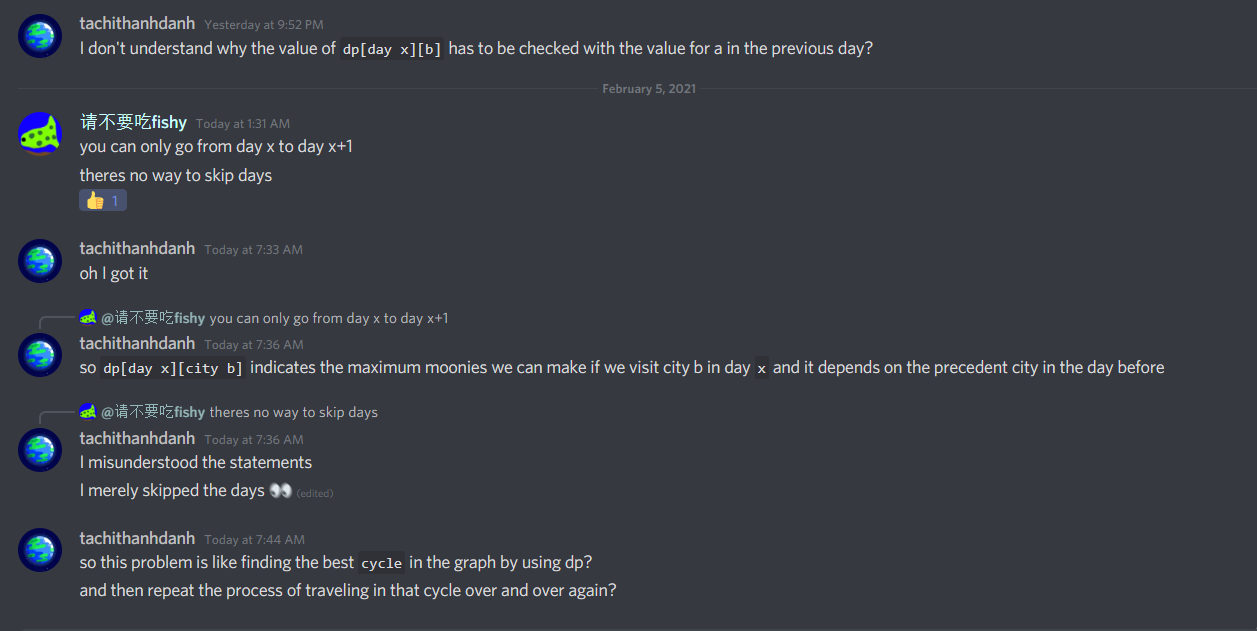 tachithanhdanh Yesterday at 9:52 PM
I don't understand why the value of dp[day x][b] has to be checked with the value for a in the previous day?
February 5, 2021
请不要吃fishy Today at 1:31 AM
you can only go from day x to day x+1
theres no way to skip days
👍 1
tachithanhdanh Today at 7:33 AM
oh I got it
@请不要吃fishy you can only go from day x to day x+1
tachithanhdanh Today at 7:36 AM
so dp[day x][city b] indicates the maximum moonies we can make if we visit city b in day x and it depends on the precedent city in the day before
@请不要吃fishy theres no way to skip days
tachithanhdanh Today at 7:36 AM
I misunderstood the statements
I merely skipped the days 👀 (edited)
tachithanhdanh Today at 7:44 AM
so this problem is like finding the best cycle in the graph by using dp?
and then repeat the process of traveling in that cycle over and over again?